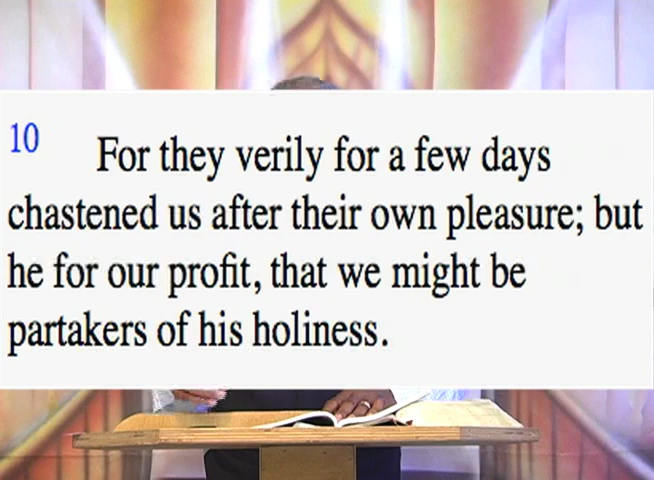 10 For they verily for a few days
chastened us after their own pleasure; but
he for our profit, that we might be
partakers of his holiness.